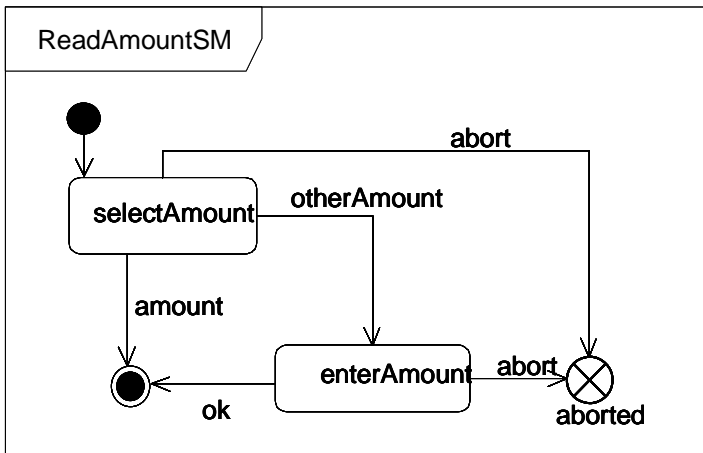 ReadAmountSM
abort
otherAmount
selectAmount
amount
enterAmount
abort
ok
aborted